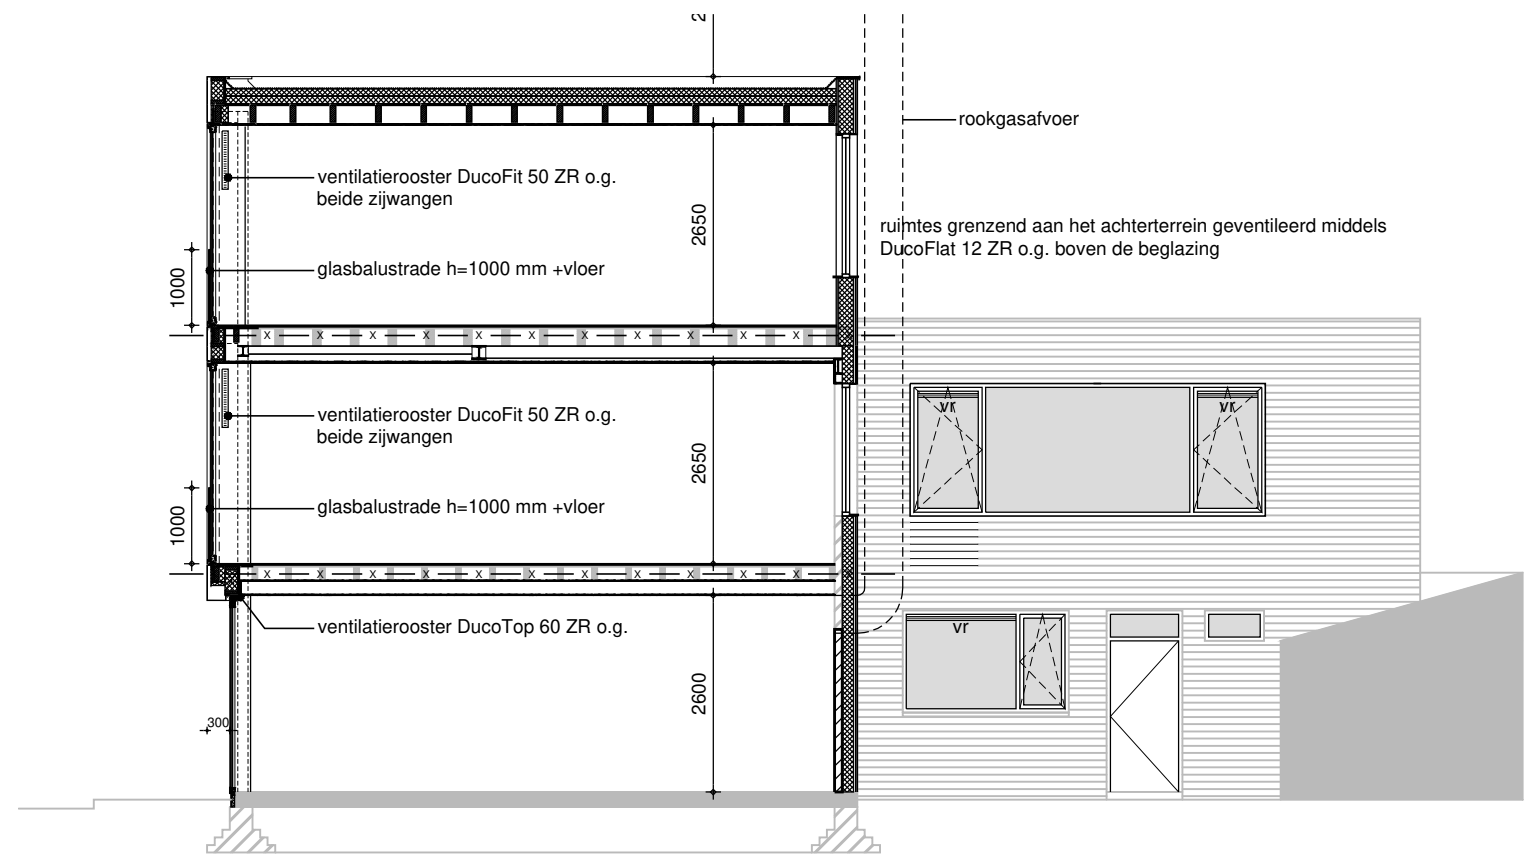 2
rookgasafvoer
ventilatierooster DucoFit 50 ZR o.g.
beide zijwangen
2650
ruimtes grenzend aan het achterterrein geventileerd middels
DucoFlat 12 ZR o.g. boven de beglazing
1000
glasbalustrade h=1000 mm +vloer
x x x x x x x x x x x
vr
vr
ventilatierooster DucoFit 50 ZR o.g.
beide zijwangen
2650
1000
glasbalustrade h=1000 mm +vloer
x x x x x x x x x x x
ventilatierooster DucoTop 60 ZR o.g.
vr
2600
300